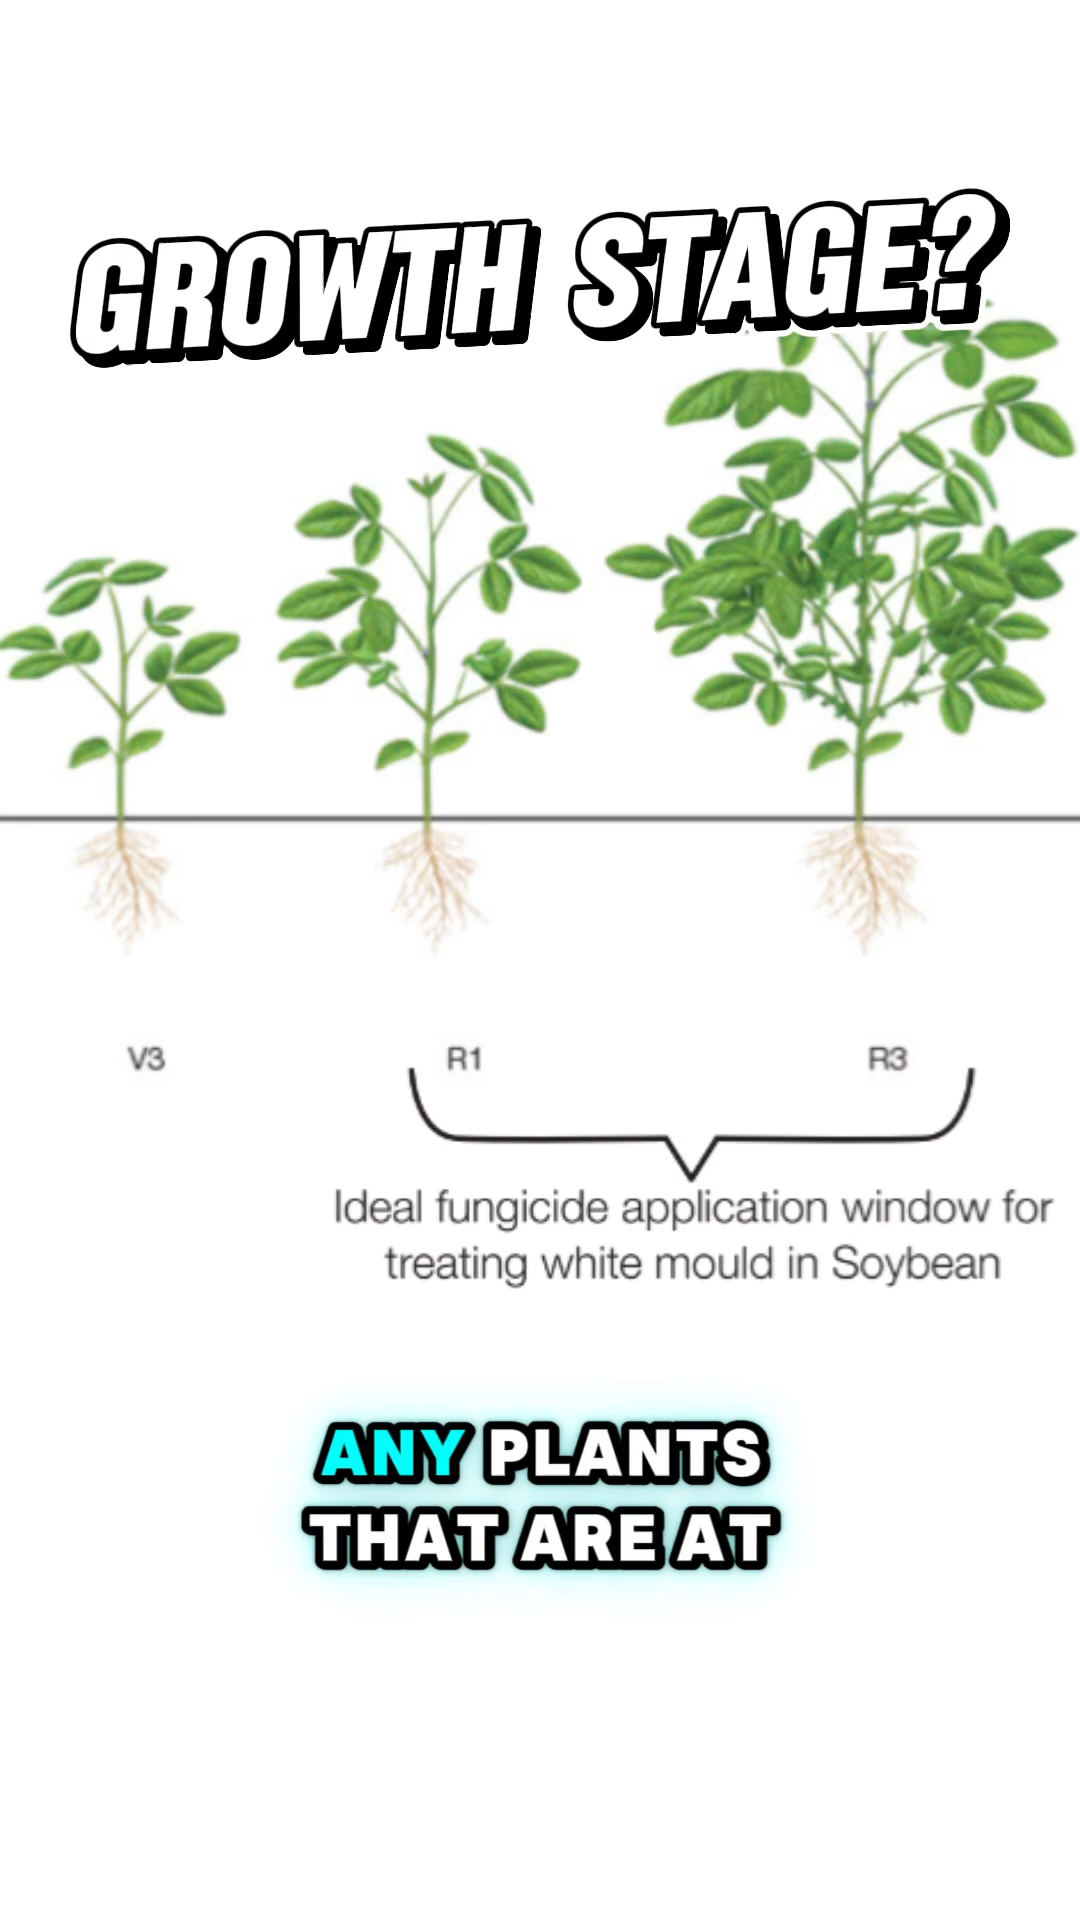 GROWTH STAGE?
V3 R1 R3
Ideal fungicide application window for
treating white mould in Soybean
ANY PLANTS
THAT ARE AT